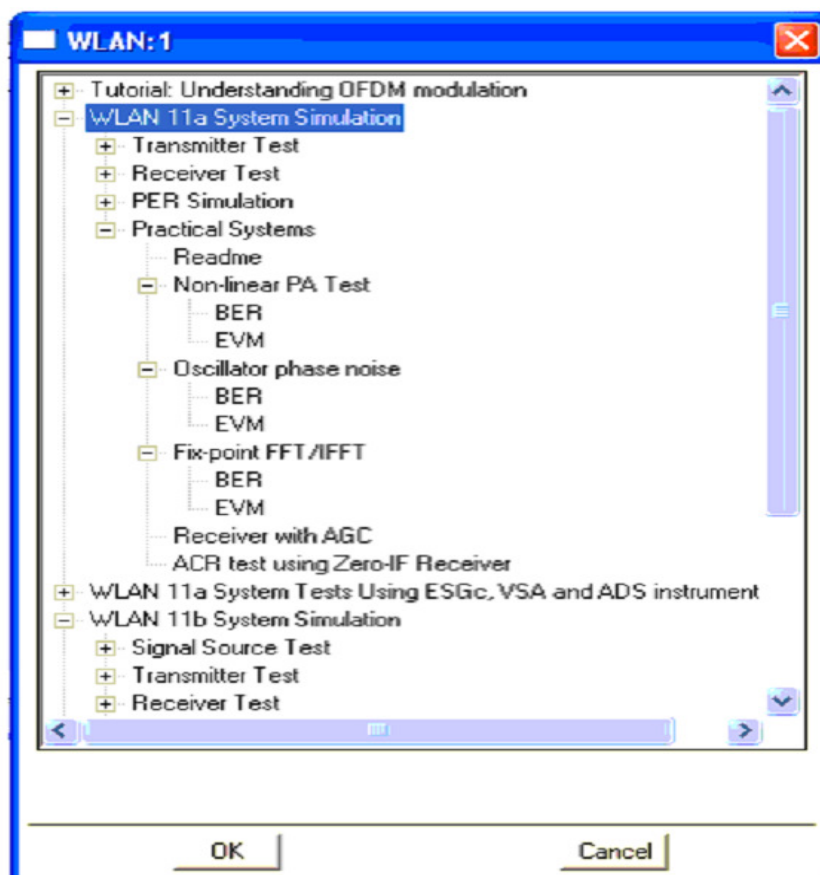 WLAN:1
Tutorial: Understanding OFDM modulation
WLAN 11a System Simulation
Transmitter Test
Receiver Test
PER Simulation
Practical Systems
Readme
Non-linear PA Test
BER
EVM
Oscillator phase noise
BER
EVM
Fix-point FFT/IFFT
BER
EVM
Receiver with AGC
ACR test using Zero-IF Receiver
WLAN 11a System Tests Using ESGc, VSA and ADS instrument
WLAN 11b System Simulation
Signal Source Test
Transmitter Test
Receiver Test
OK Cancel